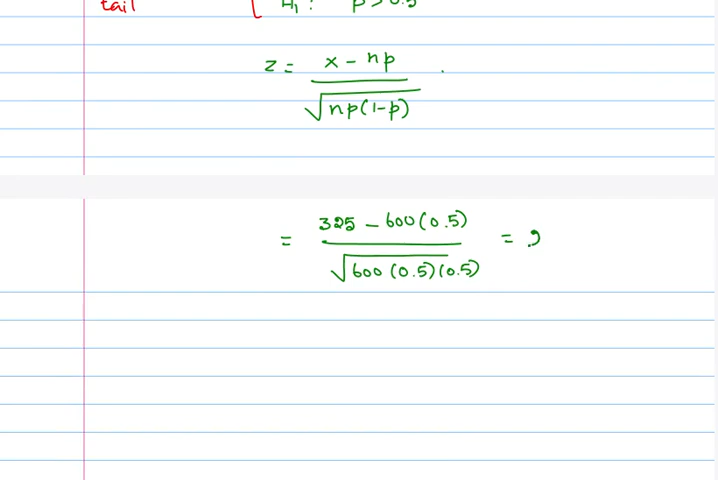 tail H₁ : p > 0.5
z = x - np / √np(1-p)
= 325 - 600(0.5) / √600(0.5)(0.5) =